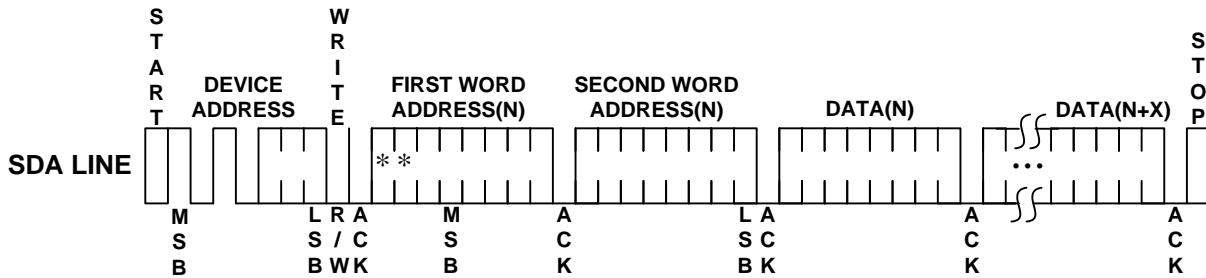 START
WRITE
STOP
DEVICE
ADDRESS
FIRST WORD
ADDRESS(N)
SECOND WORD
ADDRESS(N)
DATA(N)
DATA(N+X)
SDA LINE
* *
...
MSB
LSB
R/W
ACK
MSB
ACK
LSB
ACK
ACK
ACK